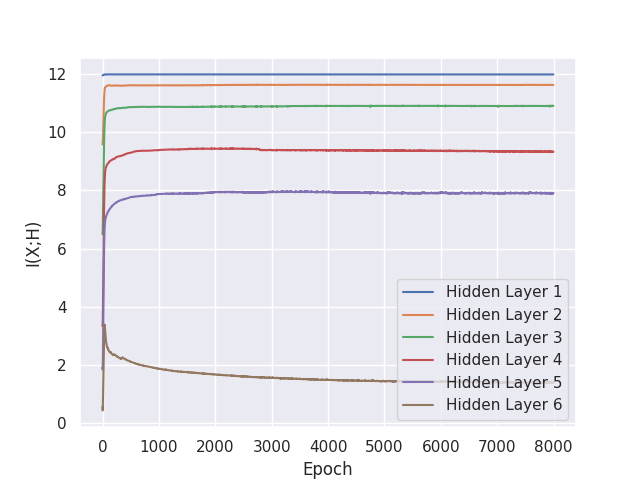 12
10
8
6
4
2
0
I(X;H)
Hidden Layer 1
Hidden Layer 2
Hidden Layer 3
Hidden Layer 4
Hidden Layer 5
Hidden Layer 6
0 1000 2000 3000 4000 5000 6000 7000 8000
Epoch